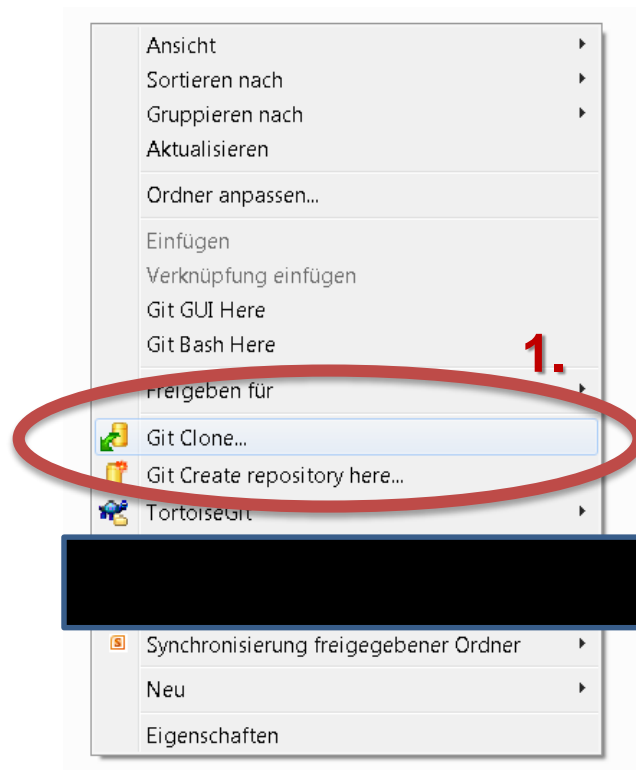 Ansicht
Sortieren nach
Gruppieren nach
Aktualisieren
Ordner anpassen...
Einfügen
Verknüpfung einfügen
Git GUI Here
Git Bash Here
1.
Freigeben für
Git Clone...
Git Create repository here...
TortoiseGit
S Synchronisierung freigegebener Ordner
Neu
Eigenschaften